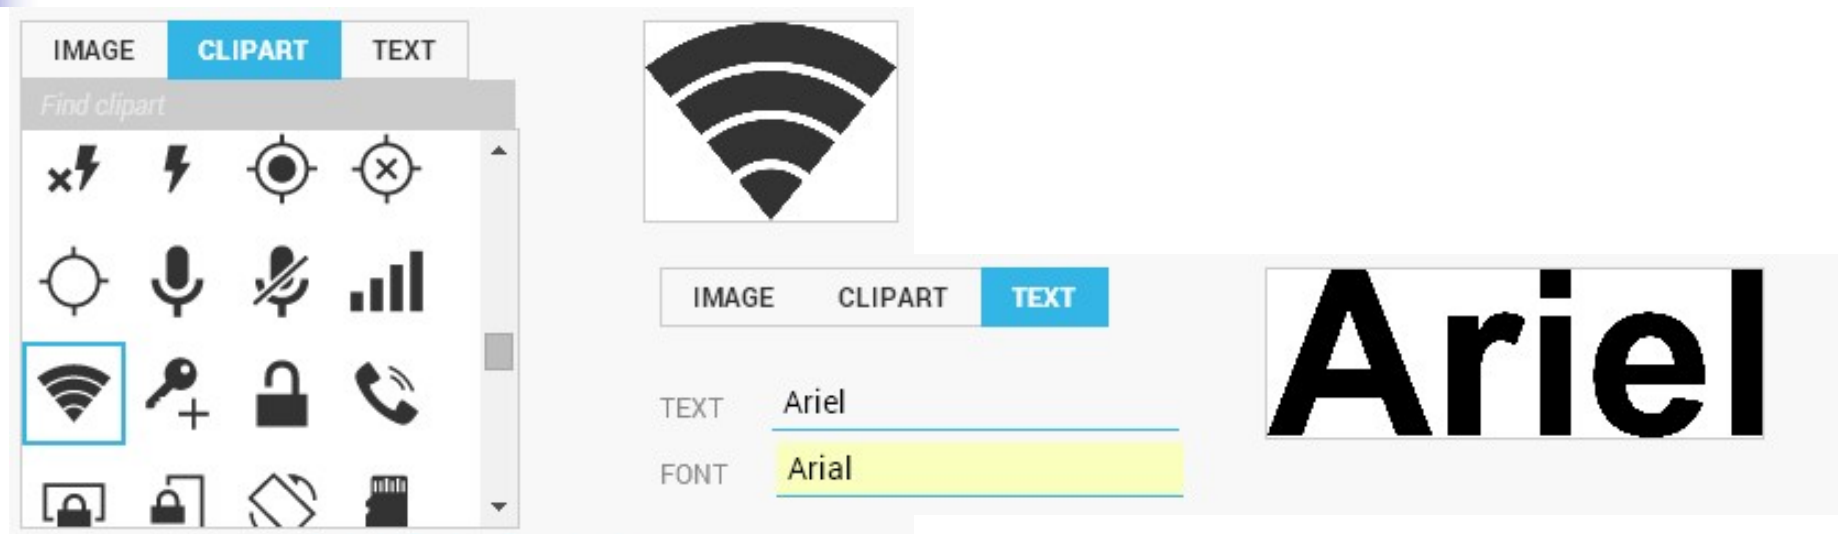 IMAGE CLIPART TEXT
Find clipart
IMAGE CLIPART TEXT
TEXT Ariel
FONT Arial
Ariel